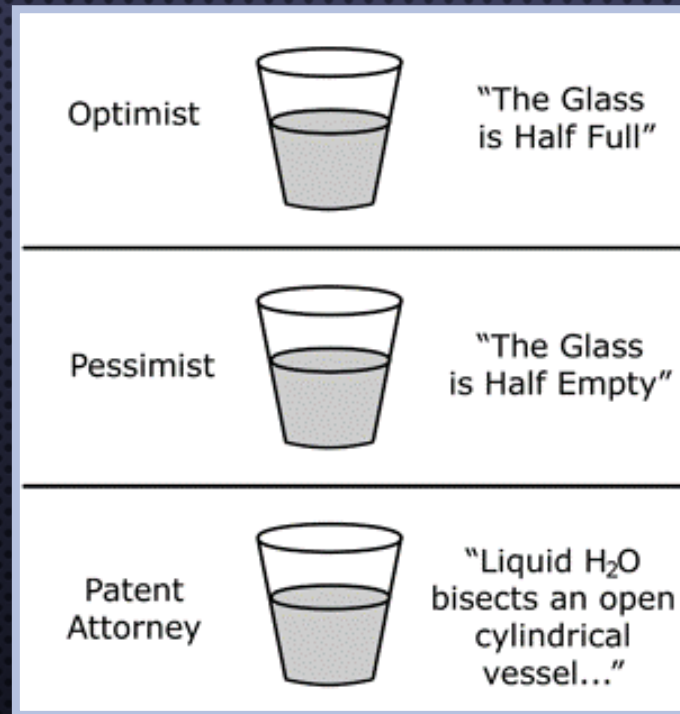 Optimist
“The Glass
is Half Full”
Pessimist
“The Glass
is Half Empty”
Patent
Attorney
“Liquid H₂O
bisects an open
cylindrical
vessel...”